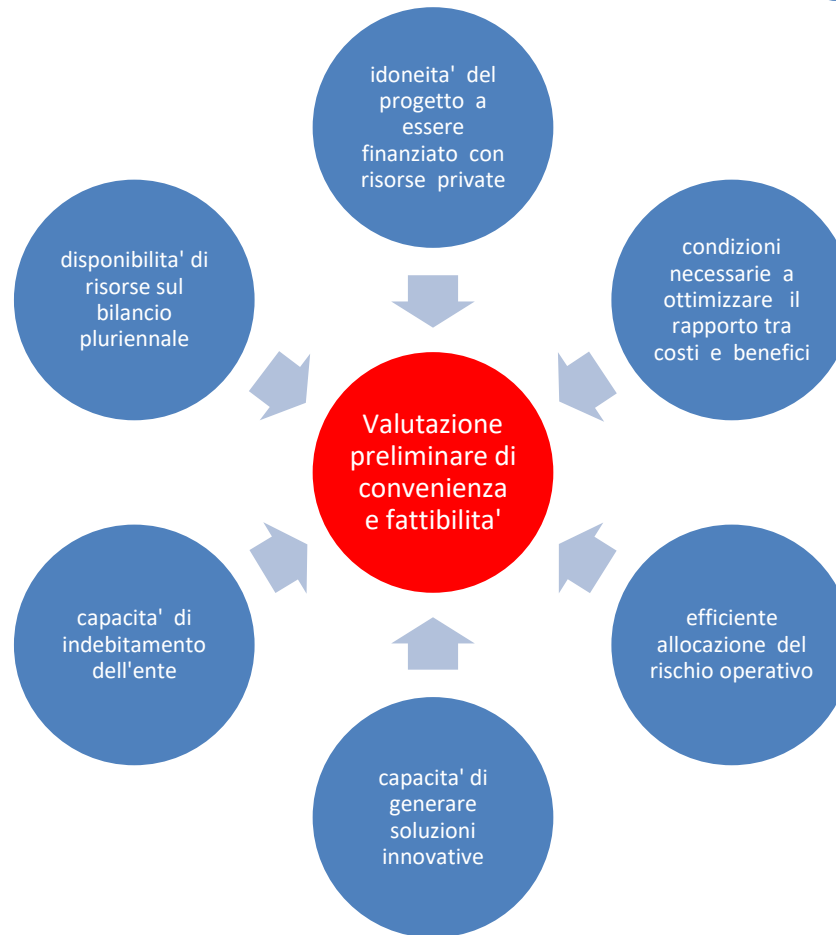 idoneita' del
progetto a
essere
finanziato con
risorse private
condizioni
necessarie a
ottimizzare il
rapporto tra
costi e benefici
efficiente
allocazione del
rischio operativo
capacita' di
generare
soluzioni
innovative
capacita' di
indebitamento
dell'ente
disponibilita' di
risorse sul
bilancio
pluriennale
Valutazione
preliminare di
convenienza
e fattibilita'